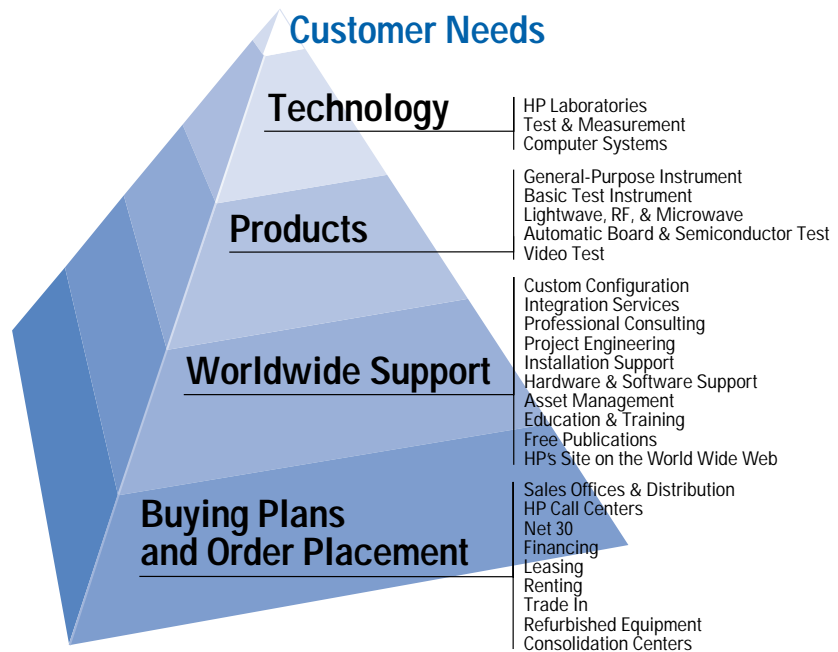 Customer Needs
Technology
HP Laboratories
Test & Measurement
Computer Systems
Products
General-Purpose Instrument
Basic Test Instrument
Lightwave, RF, & Microwave
Automatic Board & Semiconductor Test
Video Test
Worldwide Support
Custom Configuration
Integration Services
Professional Consulting
Project Engineering
Installation Support
Hardware & Software Support
Asset Management
Education & Training
Free Publications
HP's Site on the World Wide Web
Buying Plans
and Order Placement
Sales Offices & Distribution
HP Call Centers
Net 30
Financing
Leasing
Renting
Trade In
Refurbished Equipment
Consolidation Centers